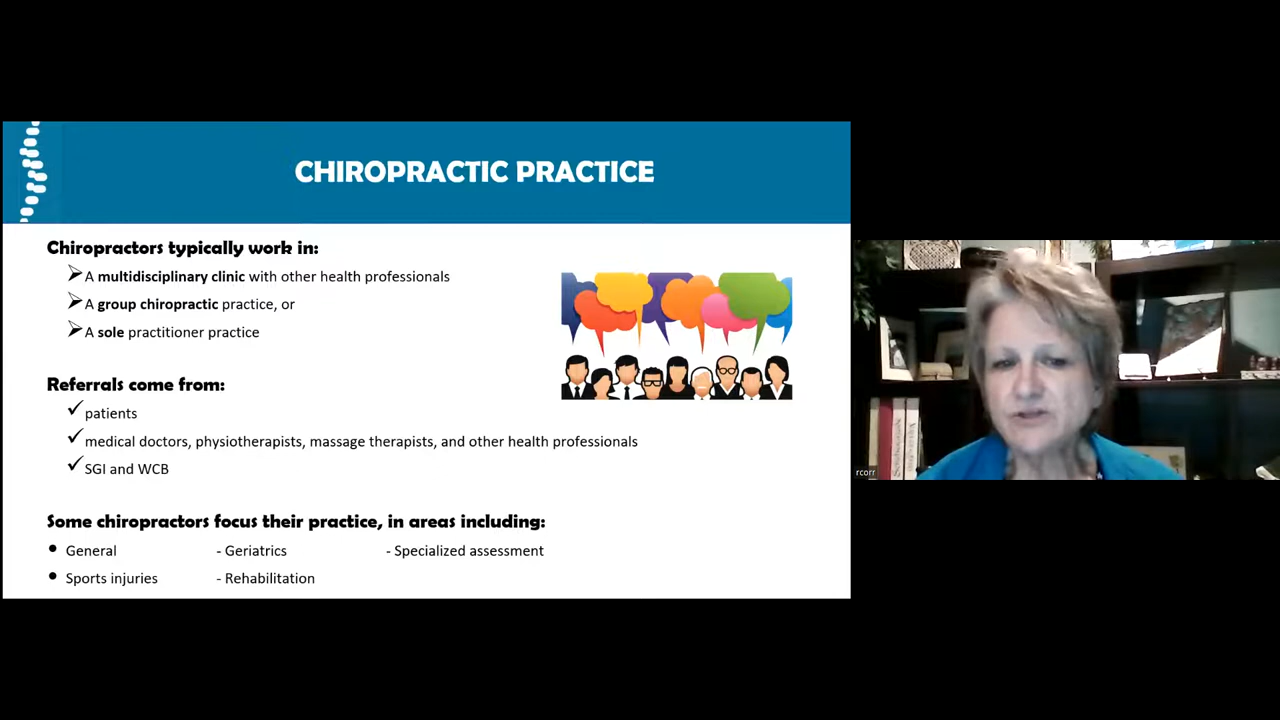 CHIROPRACTIC PRACTICE
Chiropractors typically work in:
A multidisciplinary clinic with other health professionals
A group chiropractic practice, or
A sole practitioner practice
Referrals come from:
patients
medical doctors, physiotherapists, massage therapists, and other health professionals
SGI and WCB
Some chiropractors focus their practice, in areas including:
General - Geriatrics - Specialized assessment
Sports injuries - Rehabilitation
rcorr